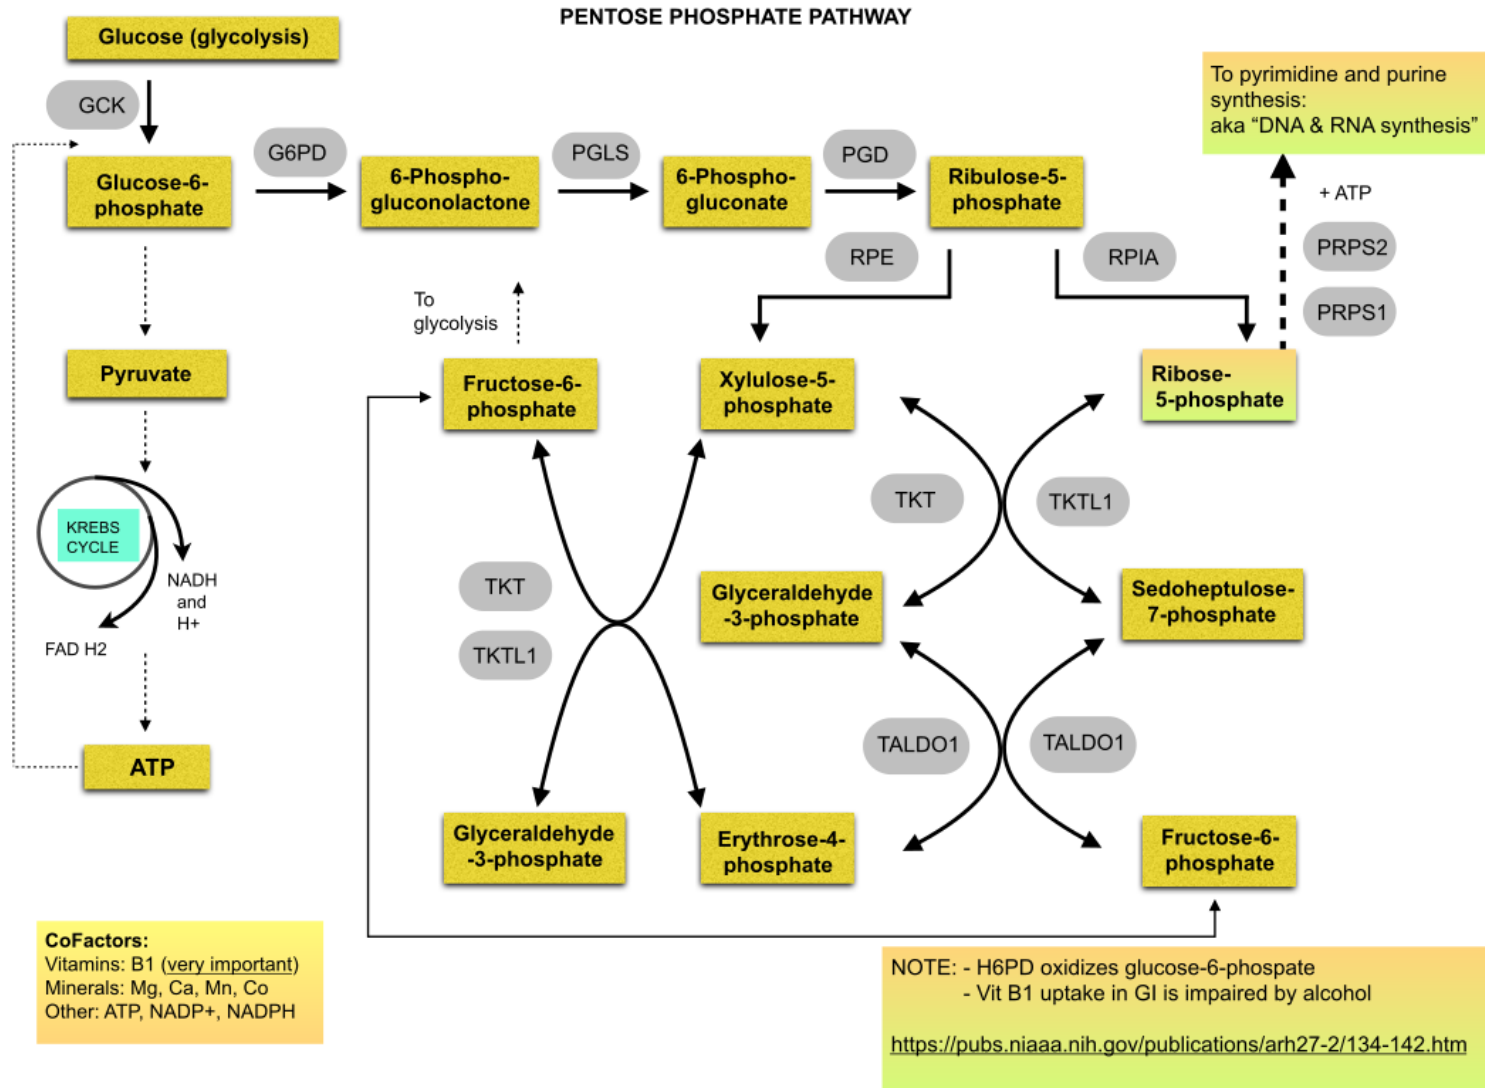 PENTOSE PHOSPHATE PATHWAY
Glucose (glycolysis)
GCK
To pyrimidine and purine
synthesis:
aka “DNA & RNA synthesis”
G6PD
PGLS
PGD
Glucose-6-
phosphate
6-Phospho-
gluconolactone
6-Phospho-
gluconate
Ribulose-5-
phosphate
+ ATP
RPE
RPIA
PRPS2
PRPS1
To
glycolysis
Pyruvate
Fructose-6-
phosphate
Xylulose-5-
phosphate
Ribose-
5-phosphate
KREBS
CYCLE
NADH
and
H+
FAD H2
TKT
TKTL1
TKT
TKTL1
Glyceraldehyde
-3-phosphate
Sedoheptulose-
7-phosphate
TALDO1
TALDO1
ATP
Glyceraldehyde
-3-phosphate
Erythrose-4-
phosphate
Fructose-6-
phosphate
CoFactors:
Vitamins: B1 (very important)
Minerals: Mg, Ca, Mn, Co
Other: ATP, NADP+, NADPH
NOTE: - H6PD oxidizes glucose-6-phospate
- Vit B1 uptake in GI is impaired by alcohol
https://pubs.niaaa.nih.gov/publications/arh27-2/134-142.htm